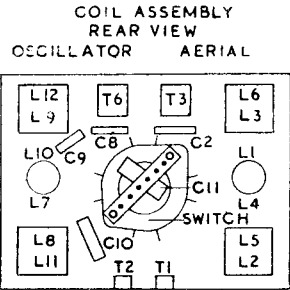 COIL ASSEMBLY
REAR VIEW
OSCILLATOR AERIAL
L12 T6 T3 L6
L9 L3
C8 C2
L10 C9 L1
C11
L7 L4
SWITCH
L8 C10 L5
L11 L2
T2 T1